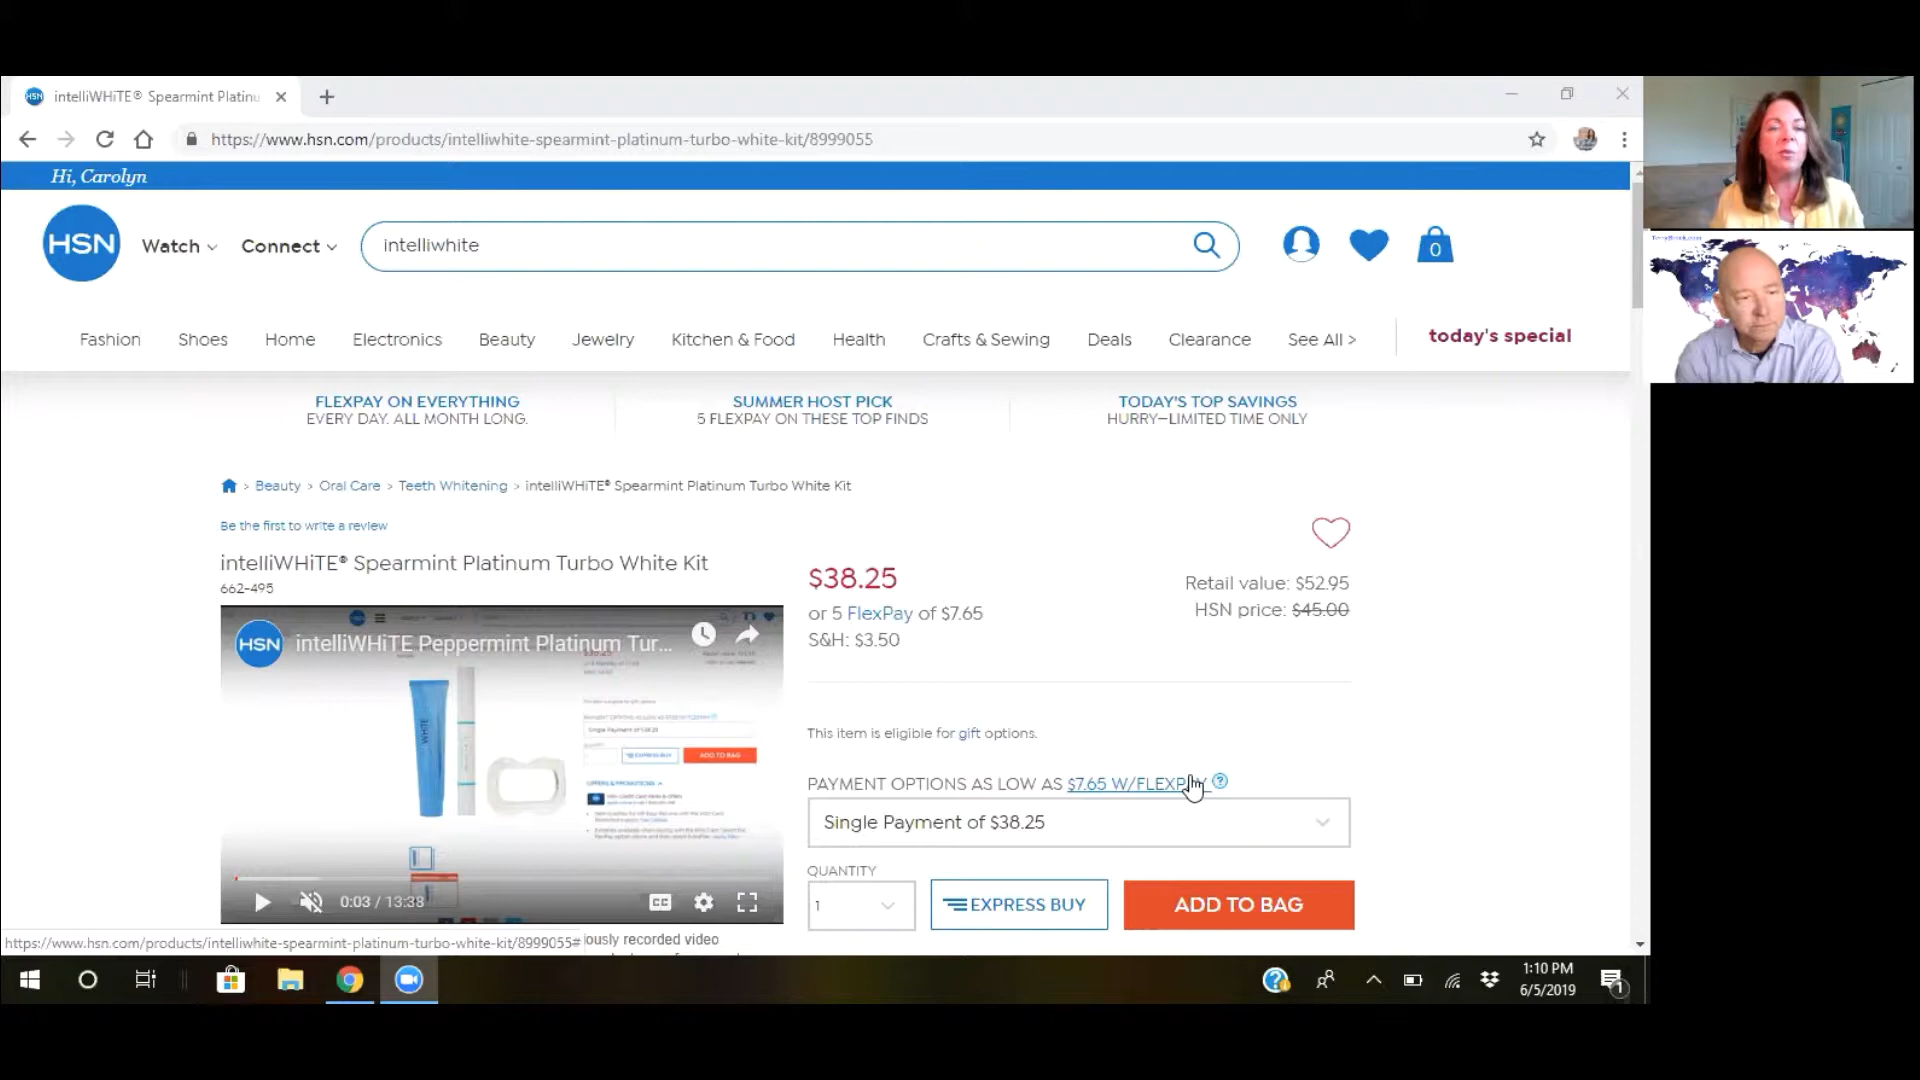 intelliWHiTE® Spearmint Platinu
https://www.hsn.com/products/intelliwhite-spearmint-platinum-turbo-white-kit/8999055
Hi, Carolyn
HSN
Watch
Connect
intelliwhite
0
Fashion
Shoes
Home
Electronics
Beauty
Jewelry
Kitchen & Food
Health
Crafts & Sewing
Deals
Clearance
See All >
today's special
FLEXPAY ON EVERYTHING
EVERY DAY. ALL MONTH LONG.
SUMMER HOST PICK
5 FLEXPAY ON THESE TOP FINDS
TODAY'S TOP SAVINGS
HURRY—LIMITED TIME ONLY
> Beauty > Oral Care > Teeth Whitening > intelliWHiTE® Spearmint Platinum Turbo White Kit
Be the first to write a review
intelliWHiTE® Spearmint Platinum Turbo White Kit
662-495
HSN
intelliWHiTE Peppermint Platinum Tur...
WHITE
EXPRESS BUY
ADD TO BAG
0:03 / 13:38
CC
$38.25
or 5 FlexPay of $7.65
S&H: $3.50
Retail value: $52.95
HSN price: $45.00
This item is eligible for gift options.
PAYMENT OPTIONS AS LOW AS $7.65 W/FLEXPAY
Single Payment of $38.25
QUANTITY
1
EXPRESS BUY
ADD TO BAG
https://www.hsn.com/products/intelliwhite-spearmint-platinum-turbo-white-kit/8999055#
ously recorded video
1:10 PM
6/5/2019
1